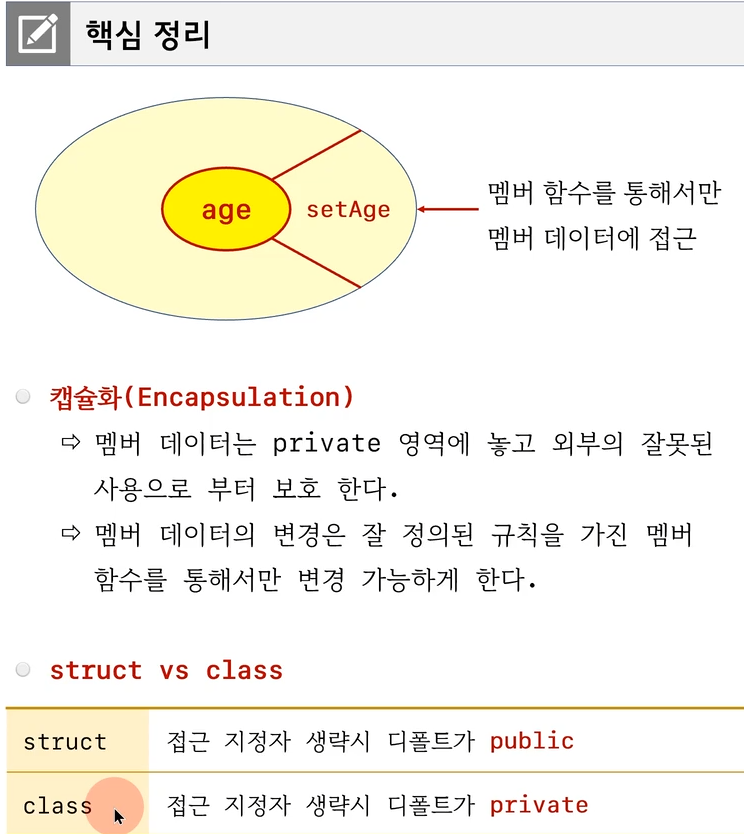 핵심 정리
age
setAge
멤버 함수를 통해서만
멤버 데이터에 접근
캡슐화(Encapsulation)
⇨ 멤버 데이터는 private 영역에 놓고 외부의 잘못된
사용으로 부터 보호 한다.
⇨ 멤버 데이터의 변경은 잘 정의된 규칙을 가진 멤버
함수를 통해서만 변경 가능하게 한다.
struct vs class
struct 접근 지정자 생략시 디폴트가 public
class 접근 지정자 생략시 디폴트가 private